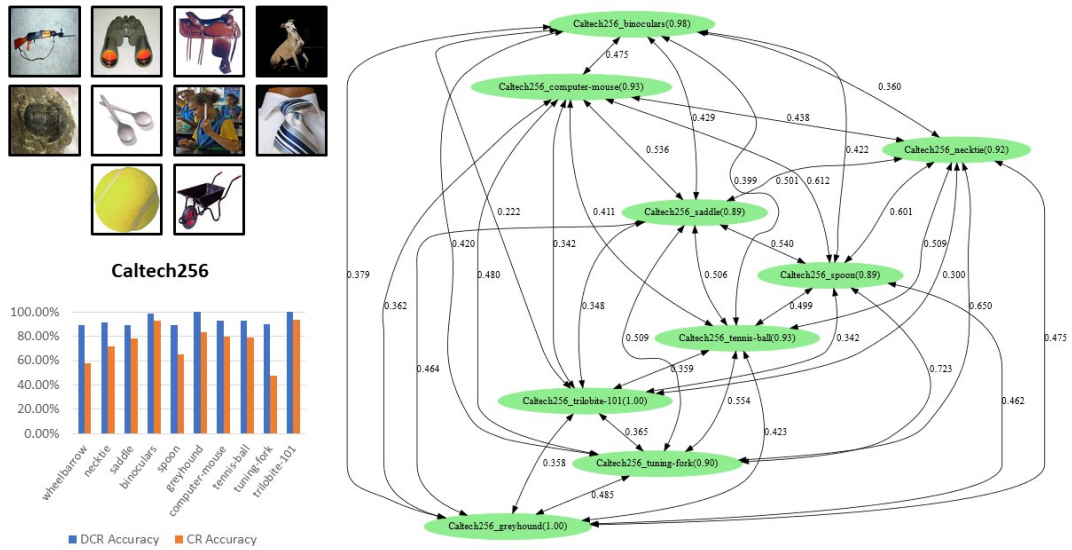 Caltech256
100.00%
80.00%
60.00%
40.00%
20.00%
0.00%
wheelbarrow
necktie
saddle
binoculars
spoon
greyhound
computer-mouse
tennis-ball
tuning-fork
trilobite-101
DCR Accuracy CR Accuracy
Caltech256_binoculars(0.98)
0.475
Caltech256_computer-mouse(0.93)
0.360
0.429
0.438
Caltech256_necktie(0.92)
0.536
0.422
0.399
0.501
0.612
Caltech256_saddle(0.89)
0.222
0.411
0.601
0.420
0.342
0.540
0.509
0.379
0.480
0.506
Caltech256_spoon(0.89)
0.300
0.362
0.348
0.499
0.650
0.509
Caltech256_tennis-ball(0.93)
0.342
0.475
0.464
0.359
0.723
Caltech256_trilobite-101(1.00)
0.554
0.462
0.365
0.423
0.358
Caltech256_tuning-fork(0.90)
0.485
Caltech256_greyhound(1.00)